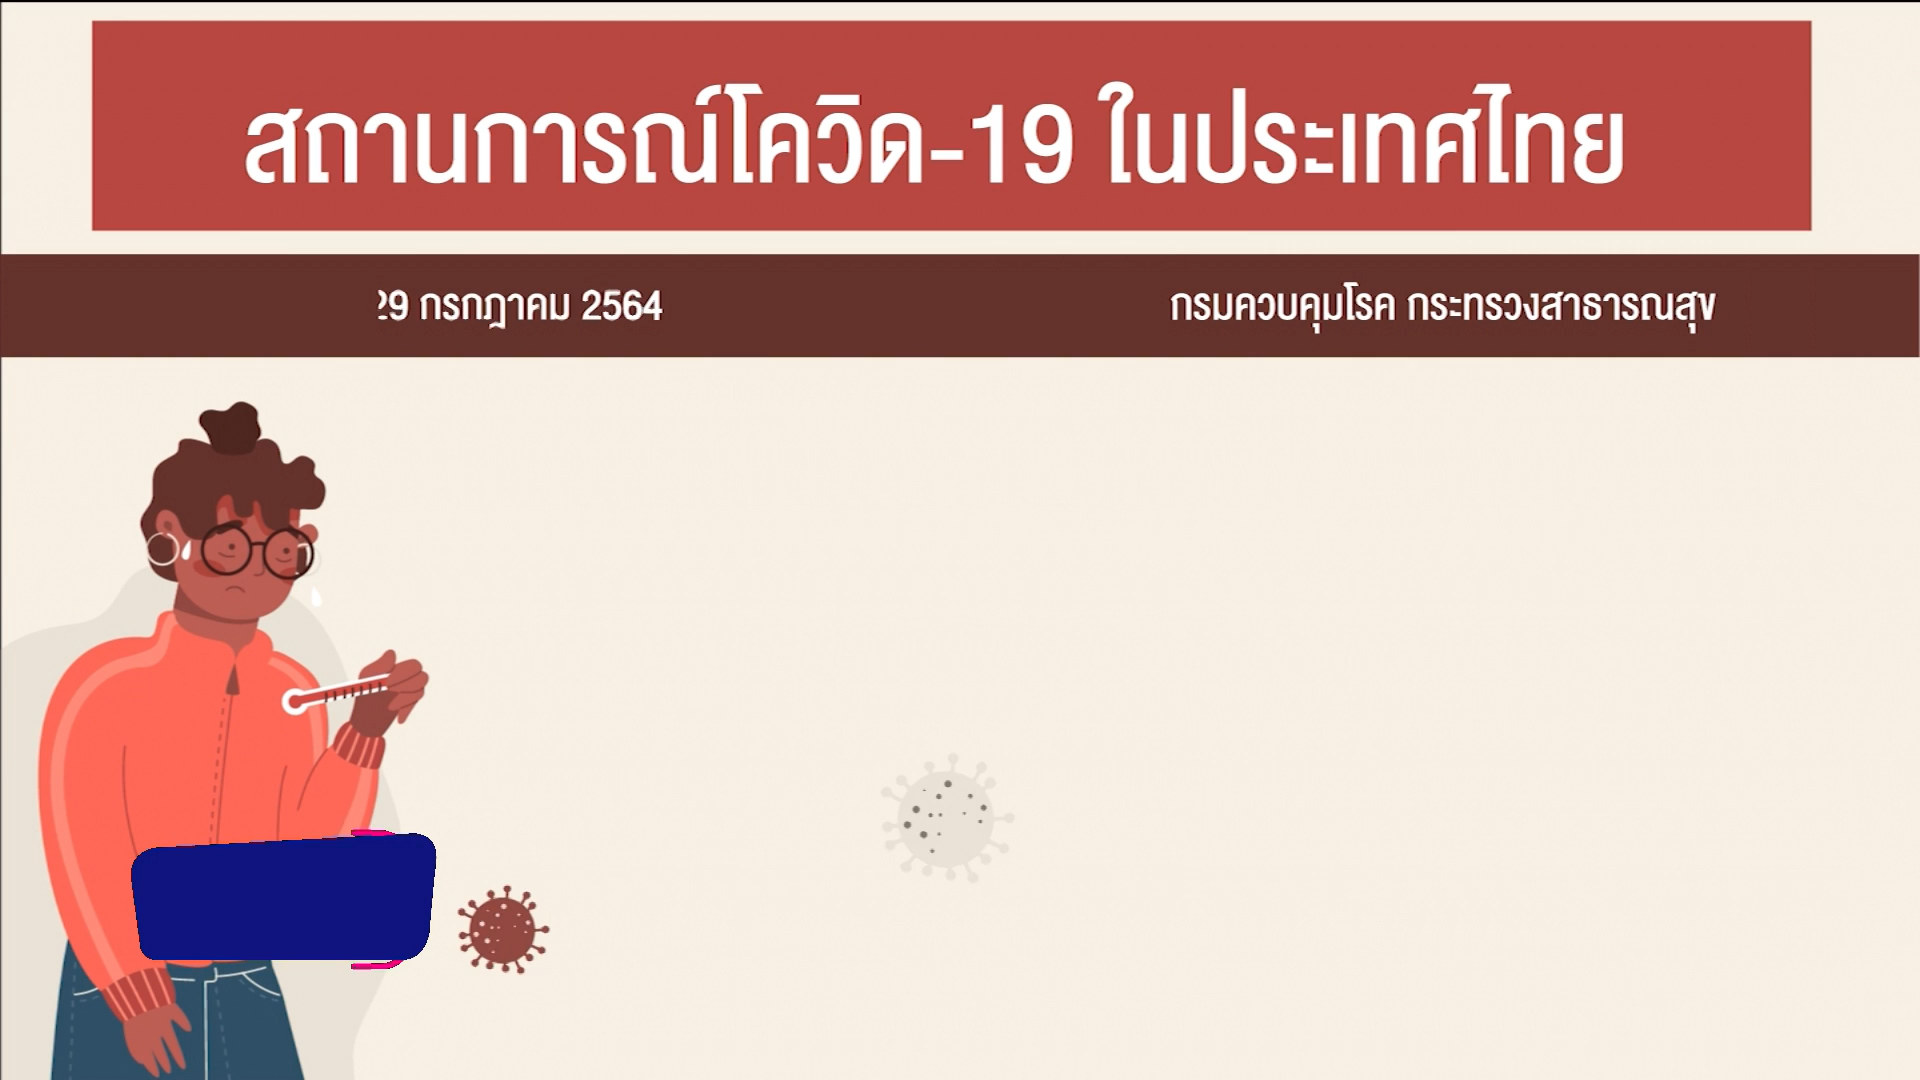 สถานการณ์โควิด-19 ในประเทศไทย
29 กรกฎาคม 2564
กรมควบคุมโรค กระทรวงสาธารณสุข